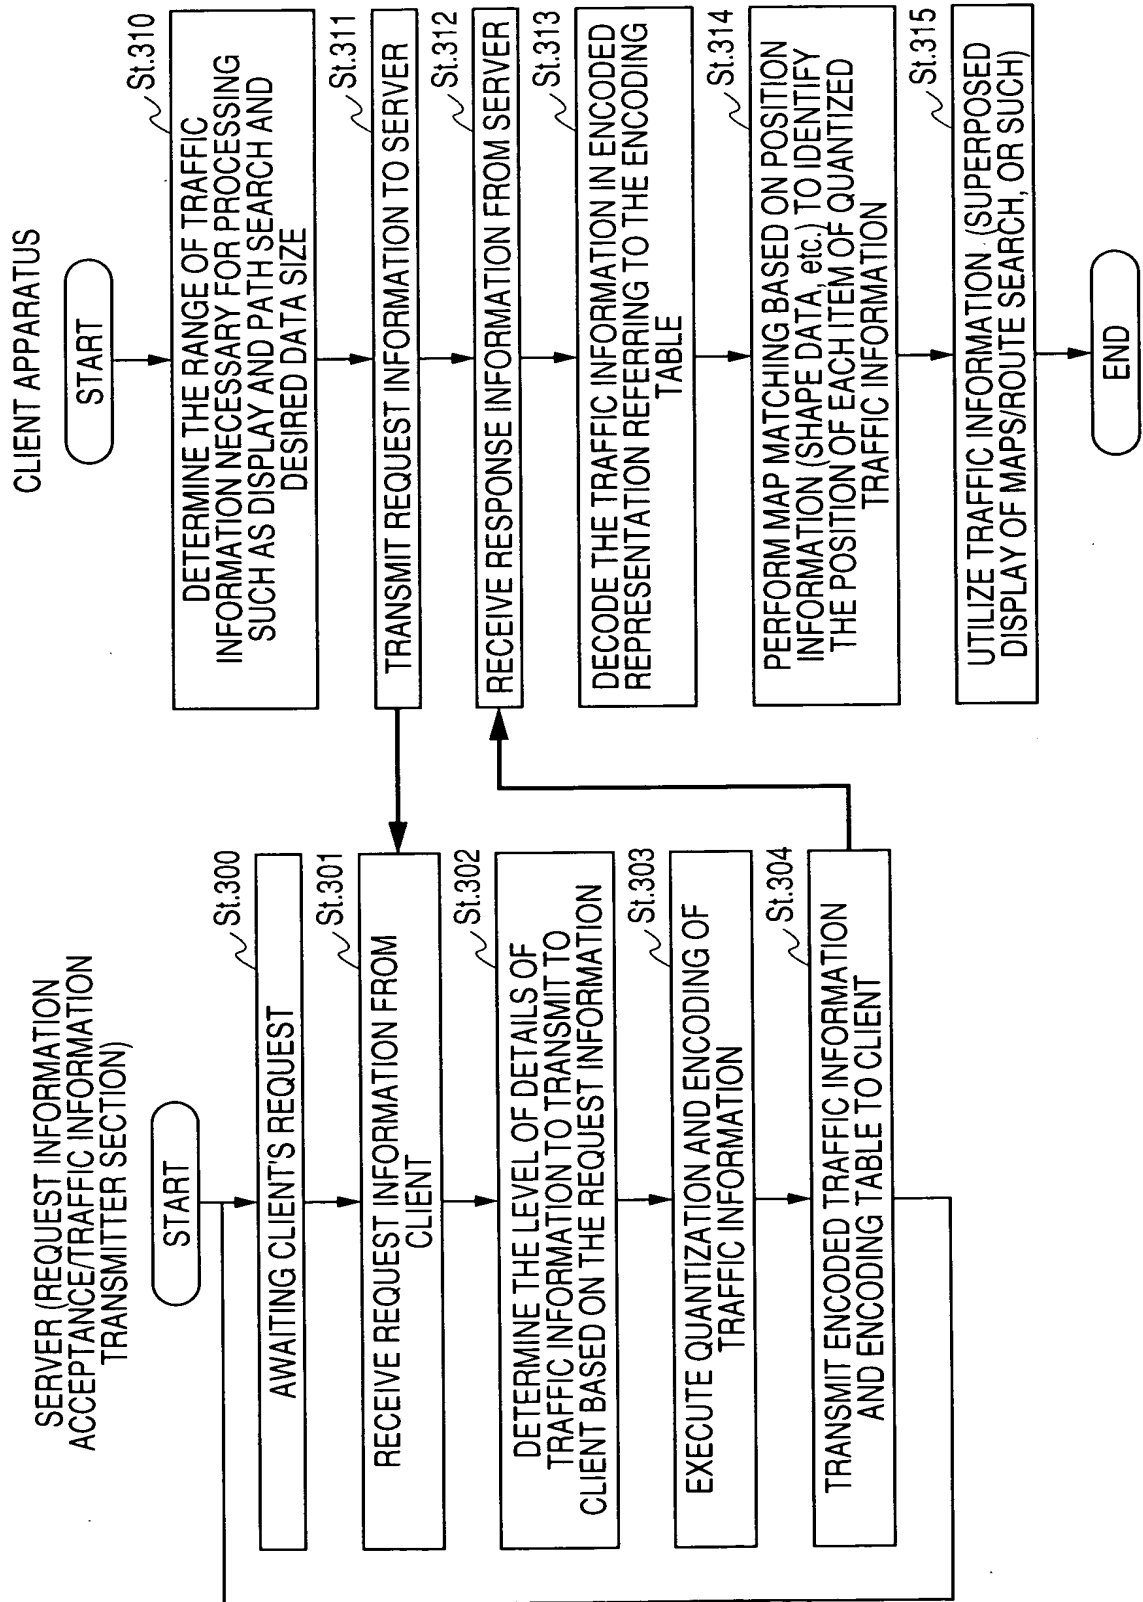 SERVER (REQUEST INFORMATION
ACCEPTANCE/TRAFFIC INFORMATION
TRANSMITTER SECTION)
START
St.300
AWAITING CLIENT'S REQUEST
St.301
RECEIVE REQUEST INFORMATION FROM
CLIENT
St.302
DETERMINE THE LEVEL OF DETAILS OF
TRAFFIC INFORMATION TO TRANSMIT TO
CLIENT BASED ON THE REQUEST INFORMATION
St.303
EXECUTE QUANTIZATION AND ENCODING OF
TRAFFIC INFORMATION
St.304
TRANSMIT ENCODED TRAFFIC INFORMATION
AND ENCODING TABLE TO CLIENT
CLIENT APPARATUS
START
St.310
DETERMINE THE RANGE OF TRAFFIC
INFORMATION NECESSARY FOR PROCESSING
SUCH AS DISPLAY AND PATH SEARCH AND
DESIRED DATA SIZE
St.311
TRANSMIT REQUEST INFORMATION TO SERVER
St.312
RECEIVE RESPONSE INFORMATION FROM SERVER
St.313
DECODE THE TRAFFIC INFORMATION IN ENCODED
REPRESENTATION REFERRING TO THE ENCODING
TABLE
St.314
PERFORM MAP MATCHING BASED ON POSITION
INFORMATION (SHAPE DATA, etc.) TO IDENTIFY
THE POSITION OF EACH ITEM OF QUANTIZED
TRAFFIC INFORMATION
St.315
UTILIZE TRAFFIC INFORMATION (SUPERPOSED
DISPLAY OF MAPS/ROUTE SEARCH, OR SUCH)
END